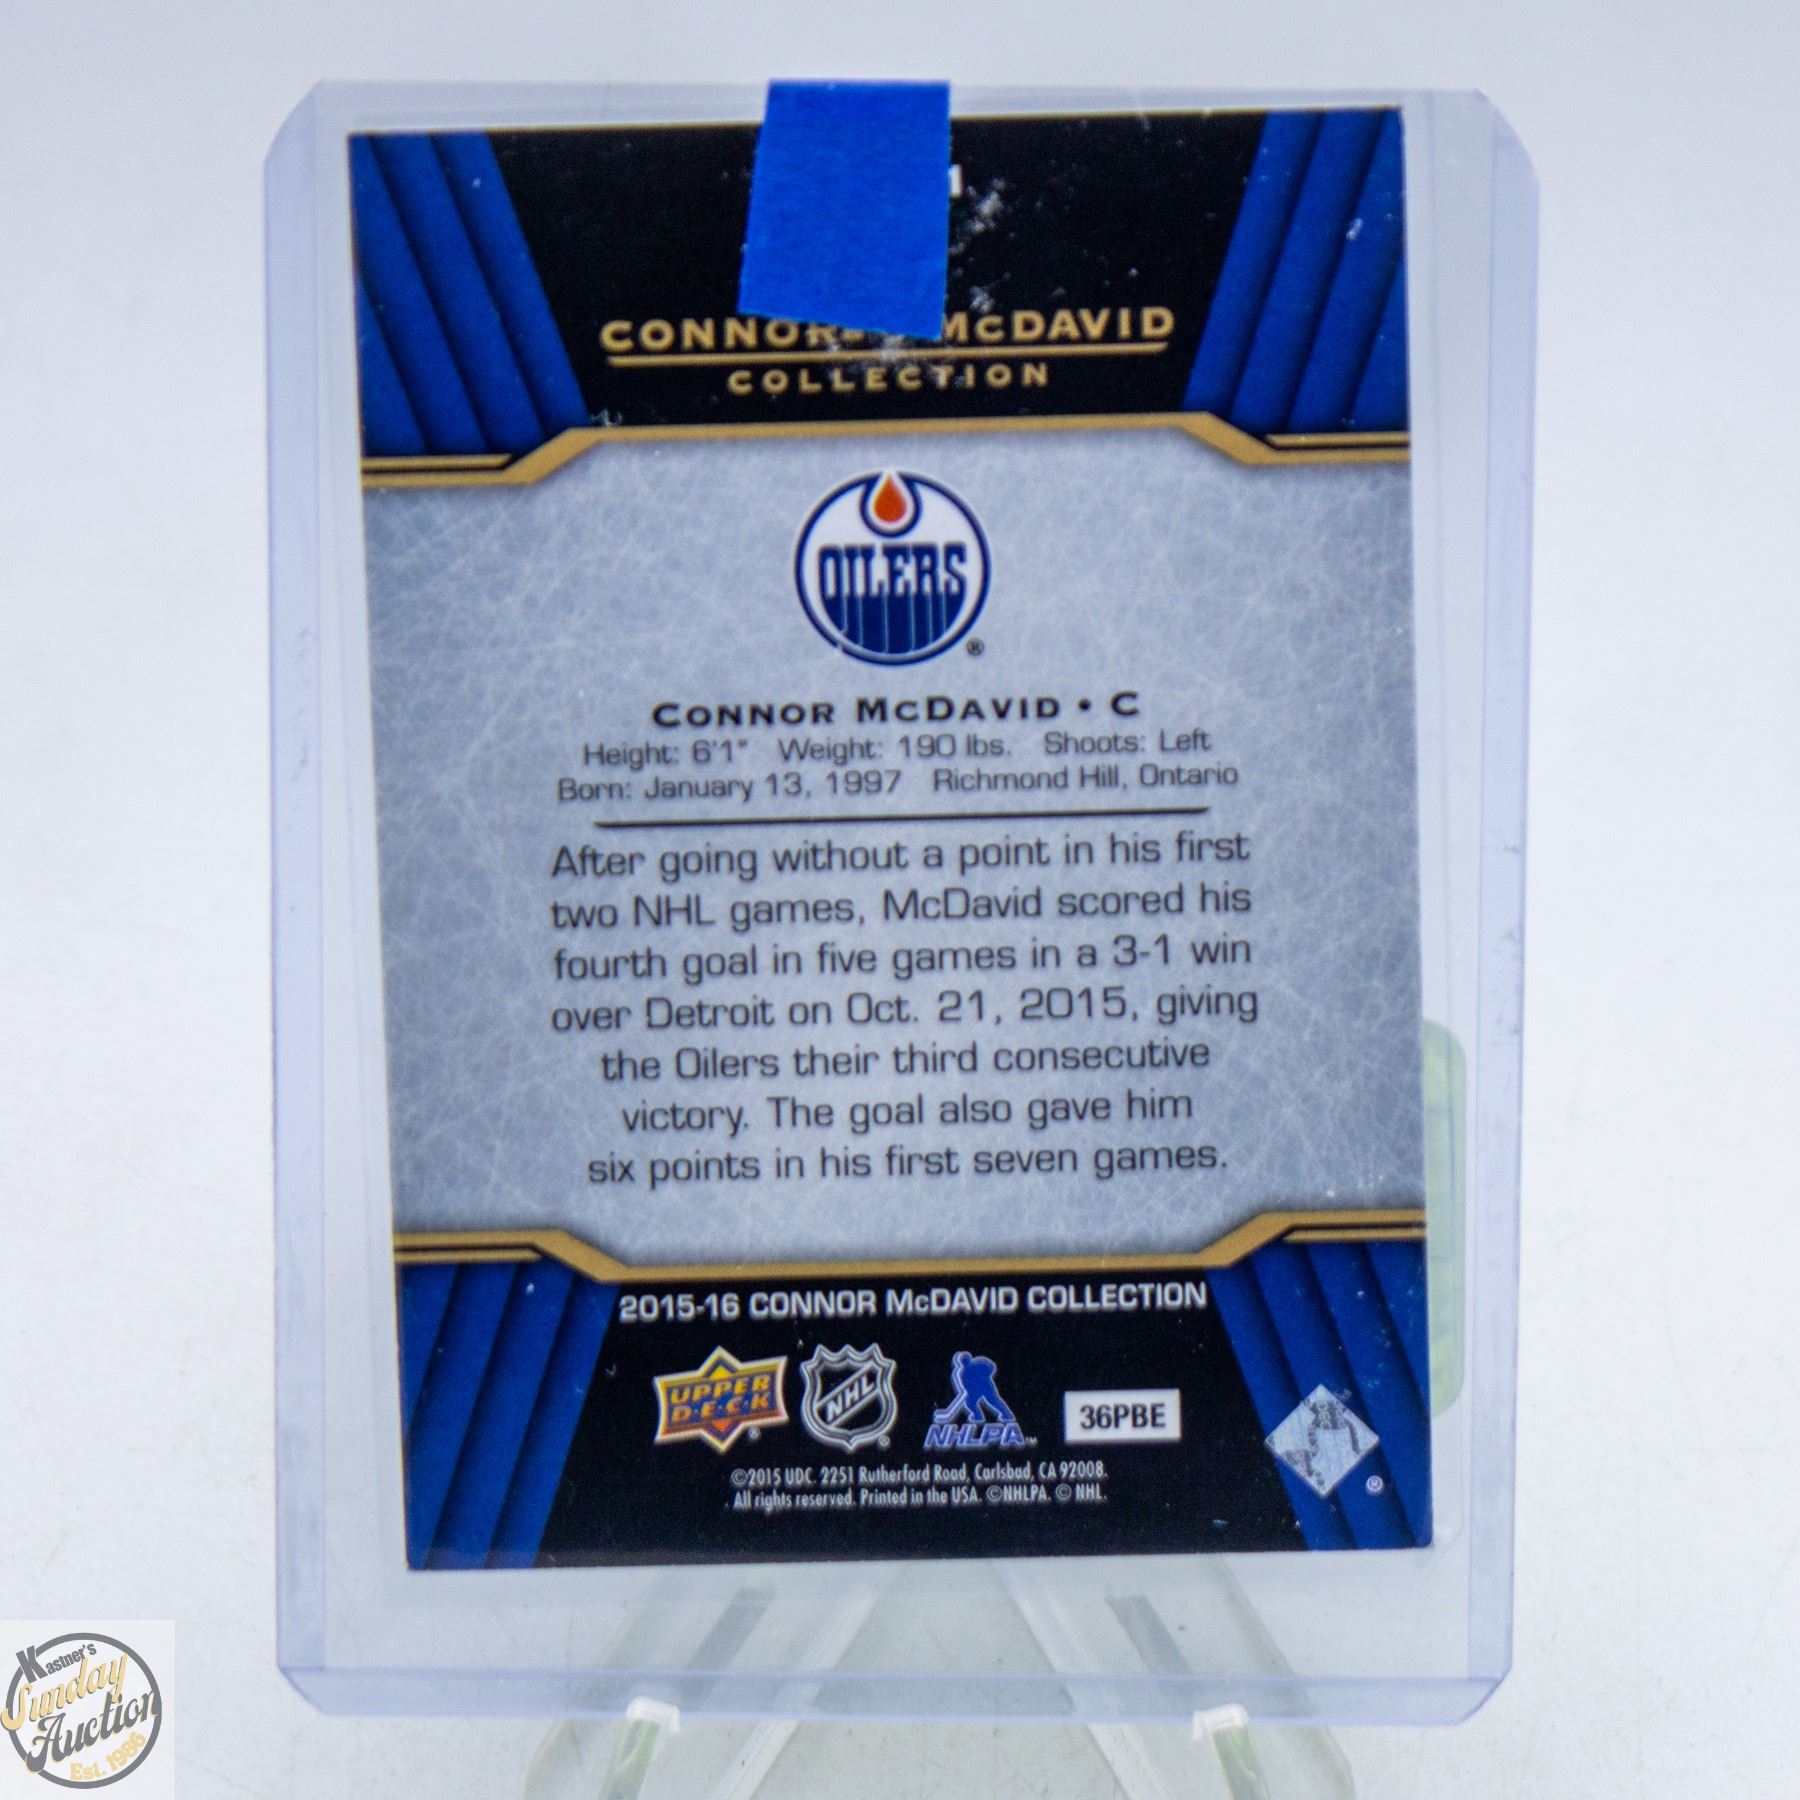 CONNOR McDAVID
COLLECTION
OILERS
®
CONNOR McDAVID • C
Height: 6'1" Weight: 190 lbs. Shoots: Left
Born: January 13, 1997 Richmond Hill, Ontario
After going without a point in his first
two NHL games, McDavid scored his
fourth goal in five games in a 3-1 win
over Detroit on Oct. 21, 2015, giving
the Oilers their third consecutive
victory. The goal also gave him
six points in his first seven games.
2015-16 CONNOR McDAVID COLLECTION
UPPER
D·E·C·K ®
NHL ®
NHLPA™
36PBE
®
©2015 UDC. 2251 Rutherford Road, Carlsbad, CA 92008.
All rights reserved. Printed in the USA. ©NHLPA. © NHL.
Kastner's
Sunday
Auction
Est. 1986